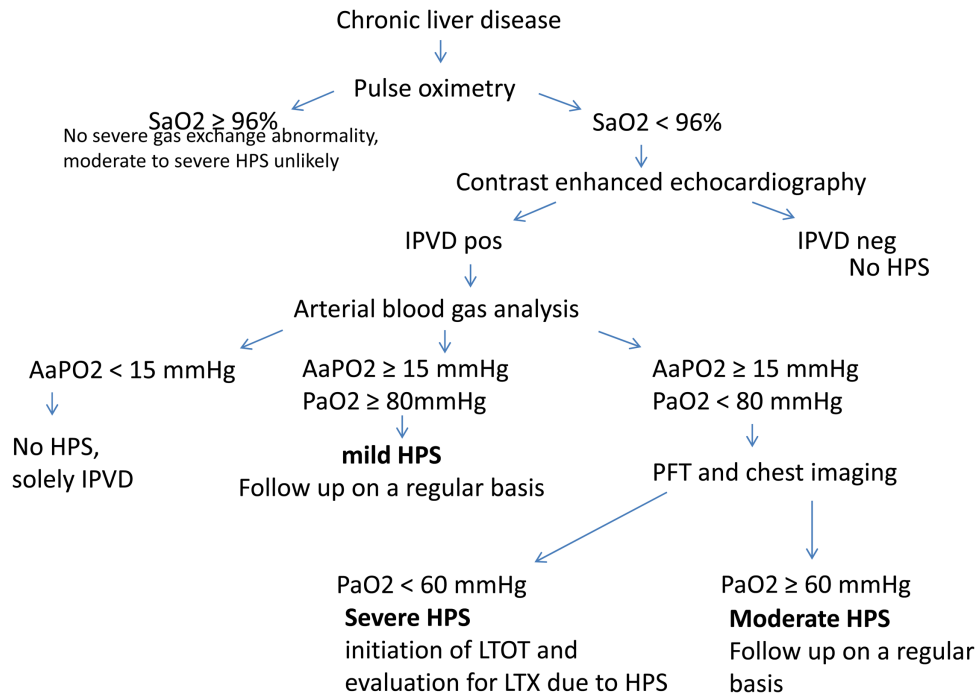 Chronic liver disease
Pulse oximetry
SaO2 ≥ 96%
No severe gas exchange abnormality,
moderate to severe HPS unlikely
SaO2 < 96%
Contrast enhanced echocardiography
IPVD pos
IPVD neg
No HPS
Arterial blood gas analysis
AaPO2 < 15 mmHg
No HPS,
solely IPVD
AaPO2 ≥ 15 mmHg
PaO2 ≥ 80mmHg
mild HPS
Follow up on a regular basis
AaPO2 ≥ 15 mmHg
PaO2 < 80 mmHg
PFT and chest imaging
PaO2 < 60 mmHg
Severe HPS
initiation of LTOT and
evaluation for LTX due to HPS
PaO2 ≥ 60 mmHg
Moderate HPS
Follow up on a regular
basis